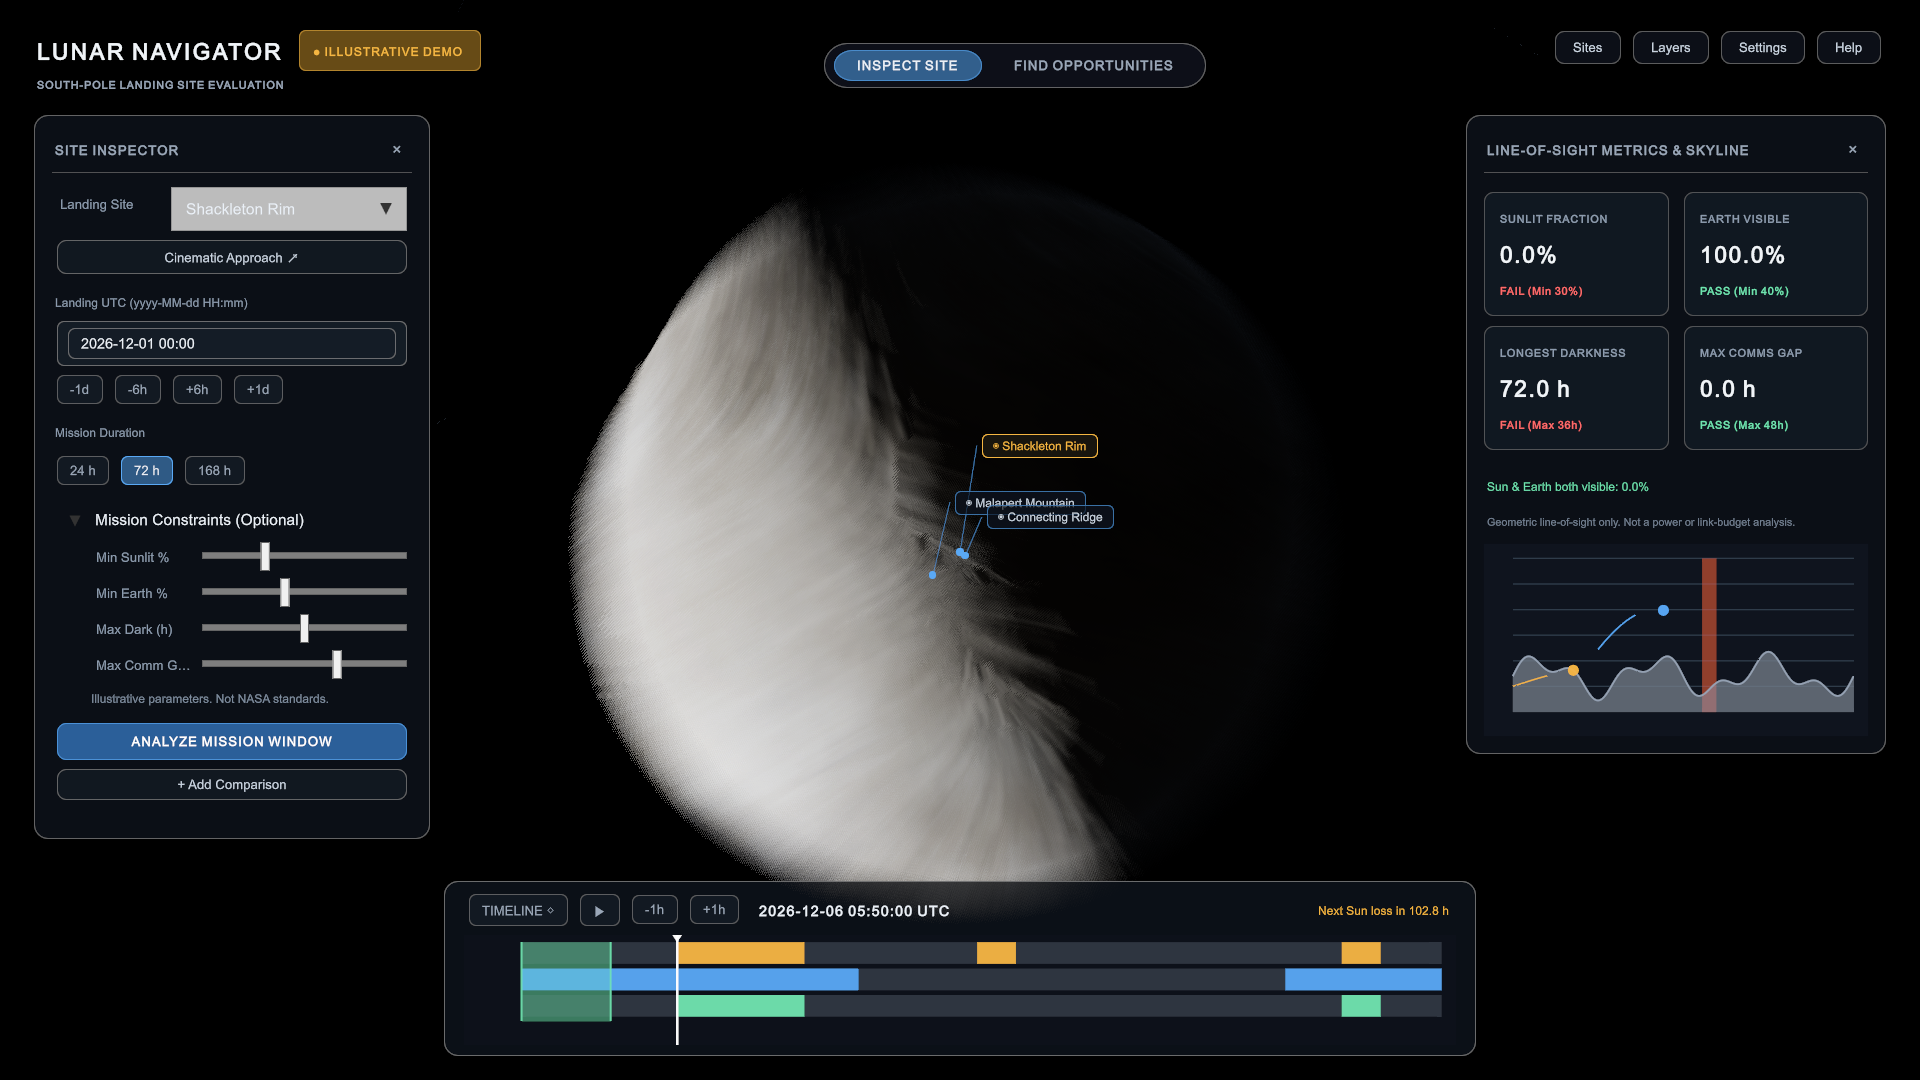 LUNAR NAVIGATOR
● ILLUSTRATIVE DEMO
SOUTH-POLE LANDING SITE EVALUATION
INSPECT SITE
FIND OPPORTUNITIES
Sites
Layers
Settings
Help
SITE INSPECTOR
×
Landing Site
Shackleton Rim
▼
Cinematic Approach ↗
Landing UTC (yyyy-MM-dd HH:mm)
2026-12-01 00:00
-1d
-6h
+6h
+1d
Mission Duration
24 h
72 h
168 h
▼ Mission Constraints (Optional)
Min Sunlit %
Min Earth %
Max Dark (h)
Max Comm G...
Illustrative parameters. Not NASA standards.
ANALYZE MISSION WINDOW
+ Add Comparison
Shackleton Rim
Malapert Mountain
Connecting Ridge
LINE-OF-SIGHT METRICS & SKYLINE
×
SUNLIT FRACTION
0.0%
FAIL (Min 30%)
EARTH VISIBLE
100.0%
PASS (Min 40%)
LONGEST DARKNESS
72.0 h
FAIL (Max 36h)
MAX COMMS GAP
0.0 h
PASS (Max 48h)
Sun & Earth both visible: 0.0%
Geometric line-of-sight only. Not a power or link-budget analysis.
TIMELINE ◇
▶
-1h
+1h
2026-12-06 05:50:00 UTC
Next Sun loss in 102.8 h